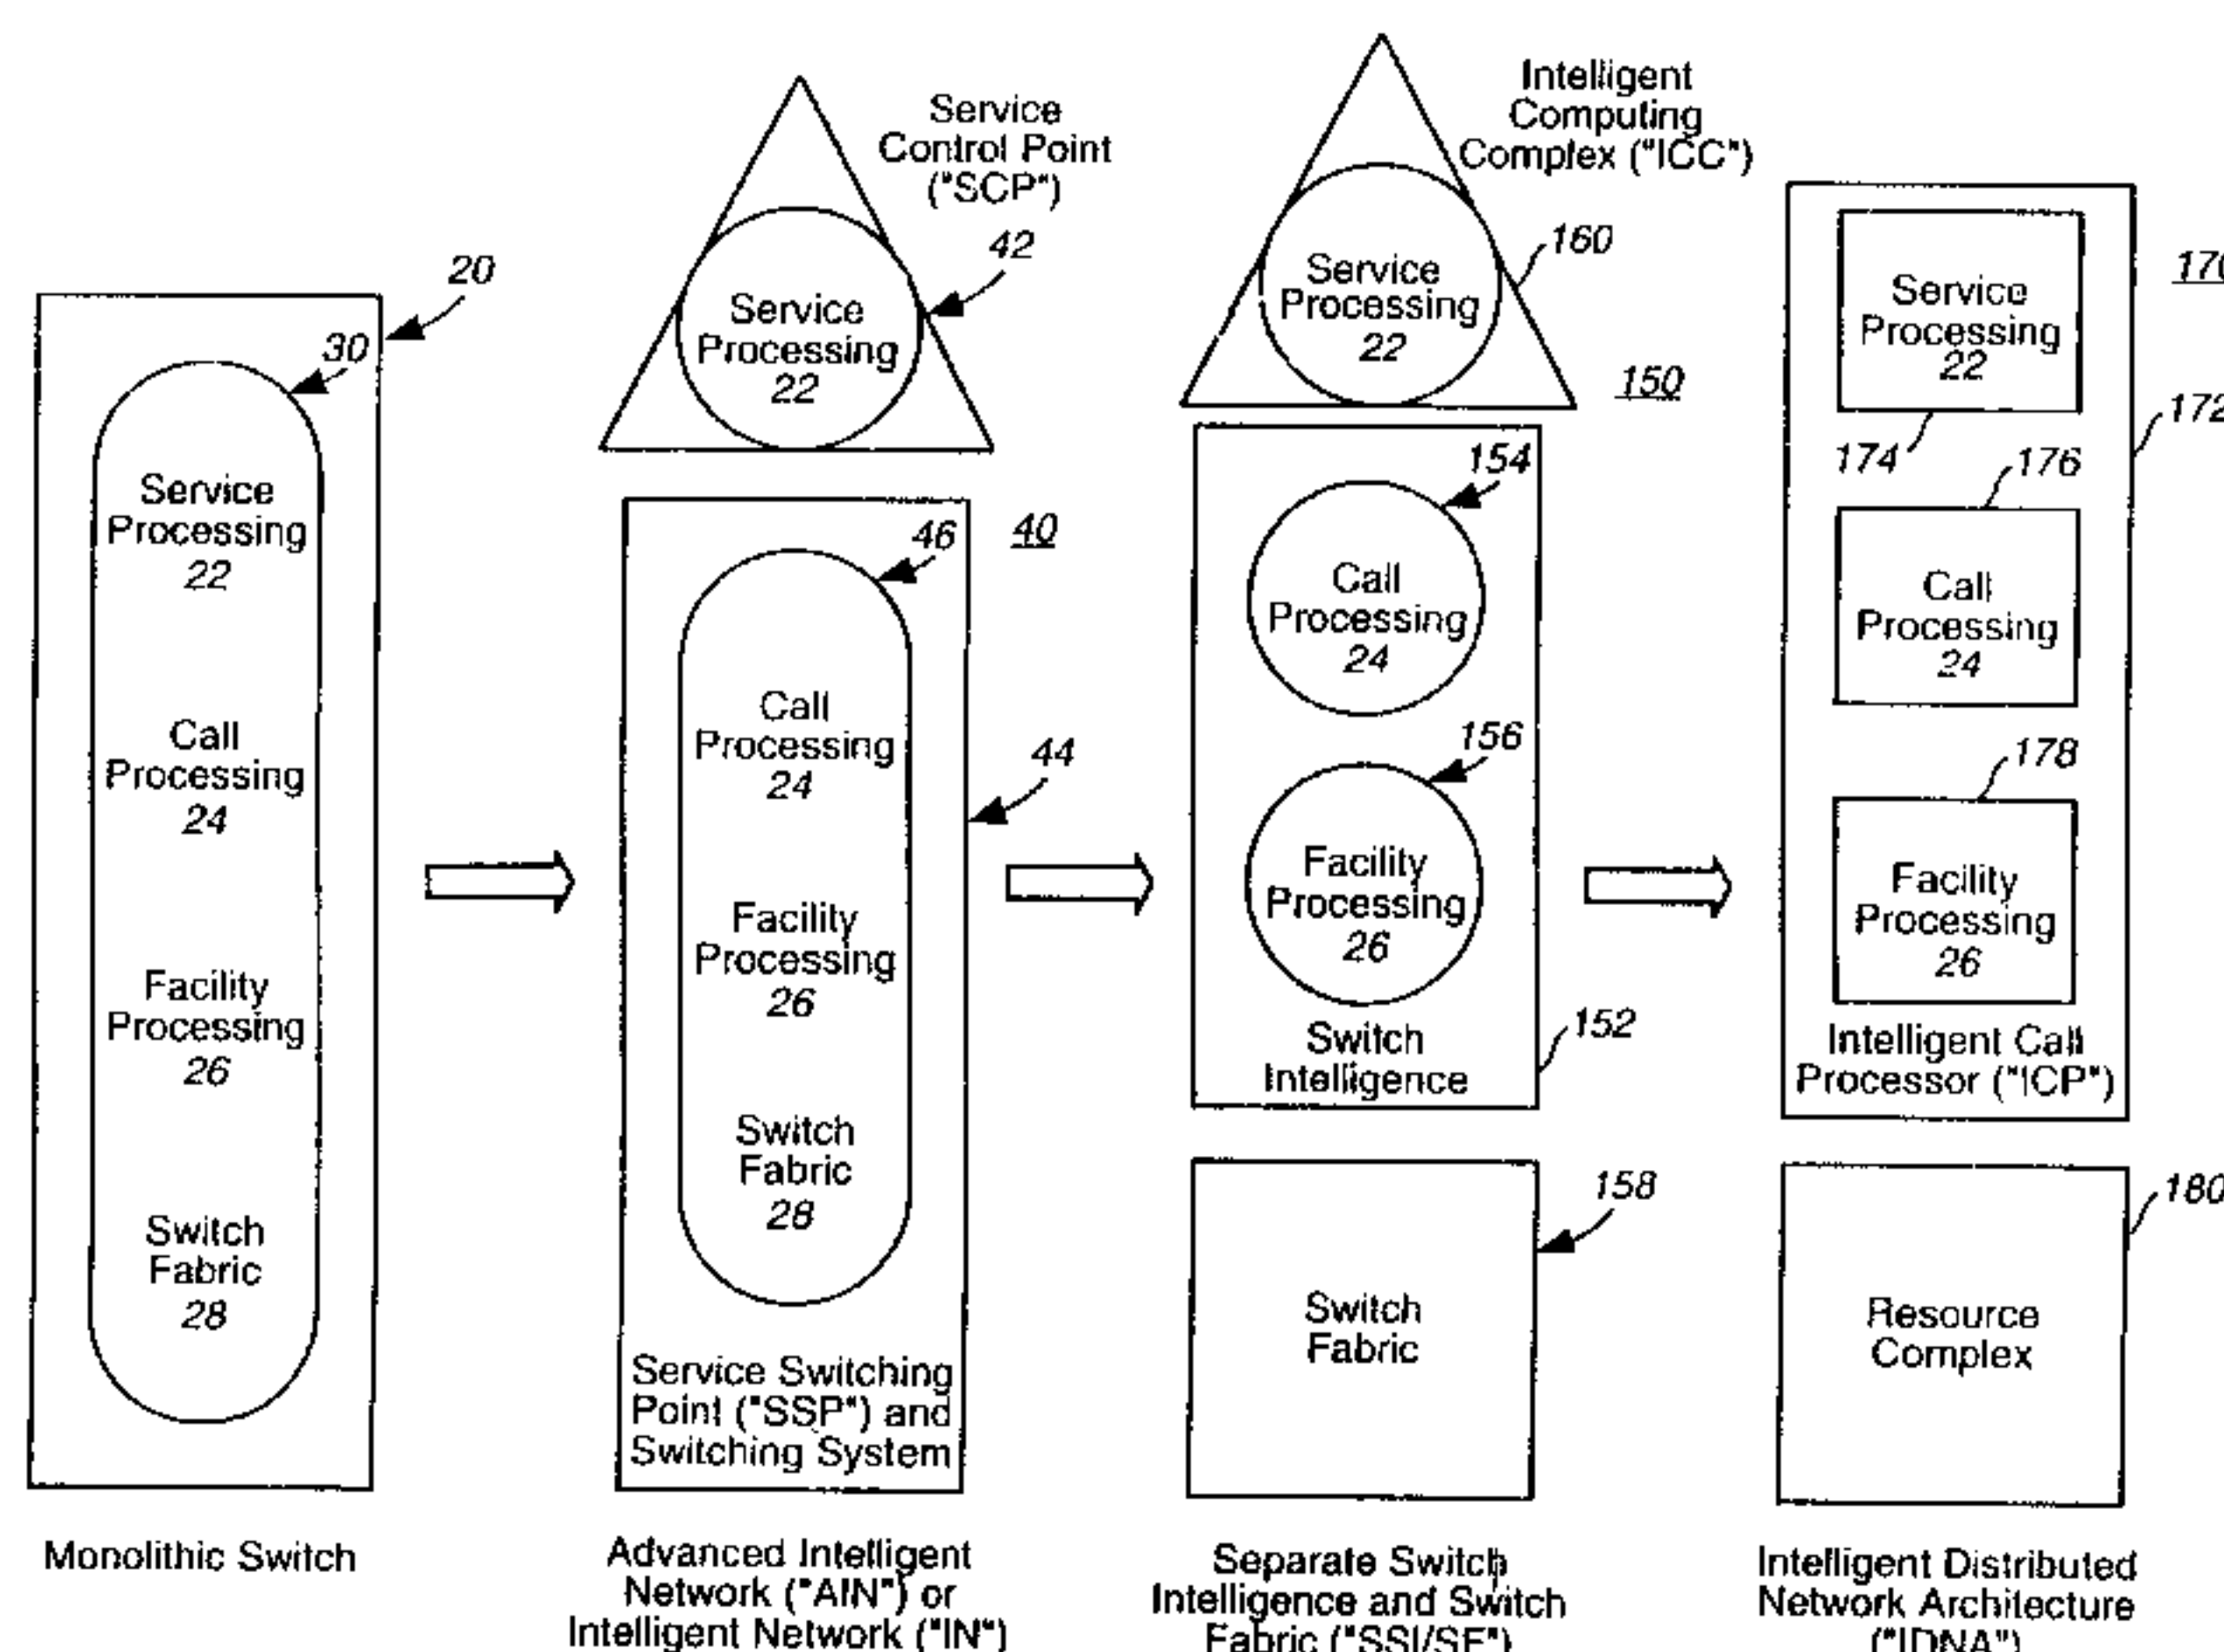 20
30
Service
Processing
22
Call
Processing
24
Facility
Processing
26
Switch
Fabric
28
Monolithic Switch
Service
Control Point
("SCP")
42
Service
Processing
22
40
46
Call
Processing
24
44
Facility
Processing
26
Switch
Fabric
28
Service Switching
Point ("SSP") and
Switching System
Advanced Intelligent
Network ("AIN") or
Intelligent Network ("IN")
Intelligent
Computing
Complex ("ICC")
160
Service
Processing
22
150
154
Call
Processing
24
156
Facility
Processing
26
Switch
Intelligence
152
158
Switch
Fabric
Separate Switch
Intelligence and Switch
Fabric ("SSI/SF")
170
Service
Processing
22
172
174
176
Call
Processing
24
178
Facility
Processing
26
Intelligent Call
Processor ("ICP")
180
Resource
Complex
Intelligent Distributed
Network Architecture
("IDNA")